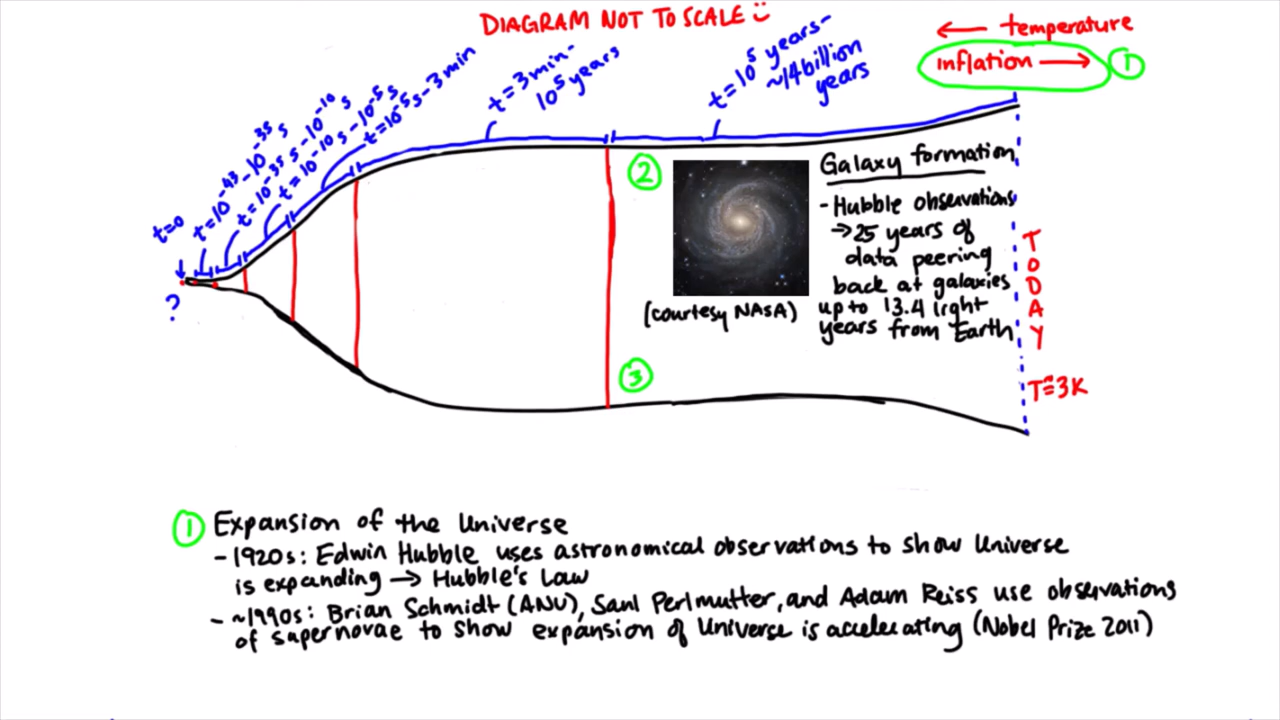 DIAGRAM NOT TO SCALE
← temperature
inflation → ①
t=0
t=10^-43-10^-35 s
t=10^-35 s-10^-10 s
t=10^-10 s-10^-5 s
t=10^-5 s-3 min
t=3 min-
10^5 years
t=10^5 years-
~14 billion
years
?
②
Galaxy formation
- Hubble observations
→ 25 years of
data peering
back at galaxies
up to 13.4 light
years from Earth
(courtesy NASA)
③
TODAY
T≈3K
① Expansion of the Universe
- 1920s: Edwin Hubble uses astronomical observations to show Universe
is expanding → Hubble's Law
- ~1990s: Brian Schmidt (ANU), Saul Perlmutter, and Adam Reiss use observations
of supernovae to show expansion of Universe is accelerating (Nobel Prize 2011)